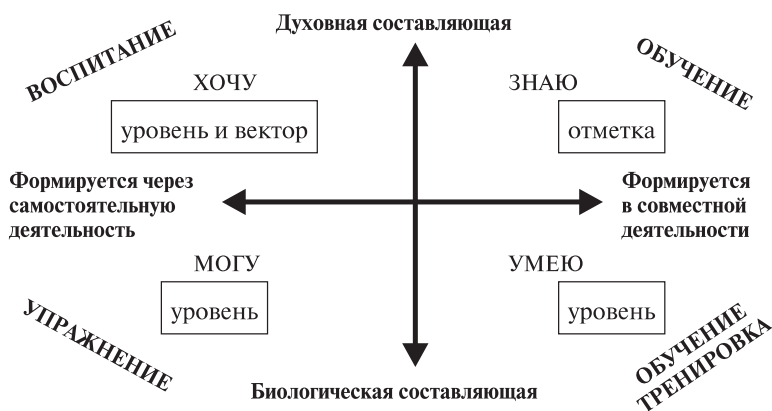 Духовная составляющая
ВОСПИТАНИЕ
ОБУЧЕНИЕ
ХОЧУ
ЗНАЮ
уровень и вектор
отметка
Формируется через
самостоятельную
деятельность
Формируется
в совместной
деятельности
МОГУ
УМЕЮ
уровень
уровень
УПРАЖНЕНИЕ
ОБУЧЕНИЕ
ТРЕНИРОВКА
Биологическая составляющая